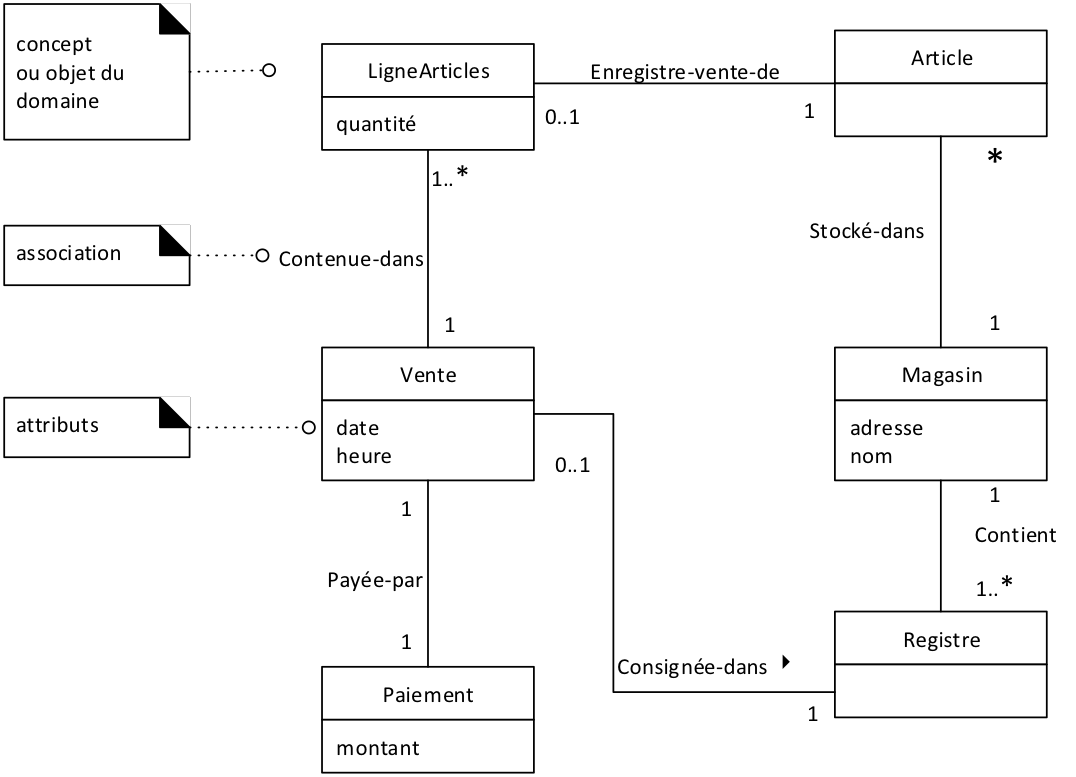 concept
ou objet du
domaine
LigneArticles
quantité
Enregistre-vente-de
0..1
1
Article
*
1..*
association
Contenue-dans
Stocké-dans
1
1
attributs
Vente
date
heure
Magasin
adresse
nom
0..1
1
1
Contient
Payée-par
1..*
1
Consignée-dans
Registre
1
Paiement
montant